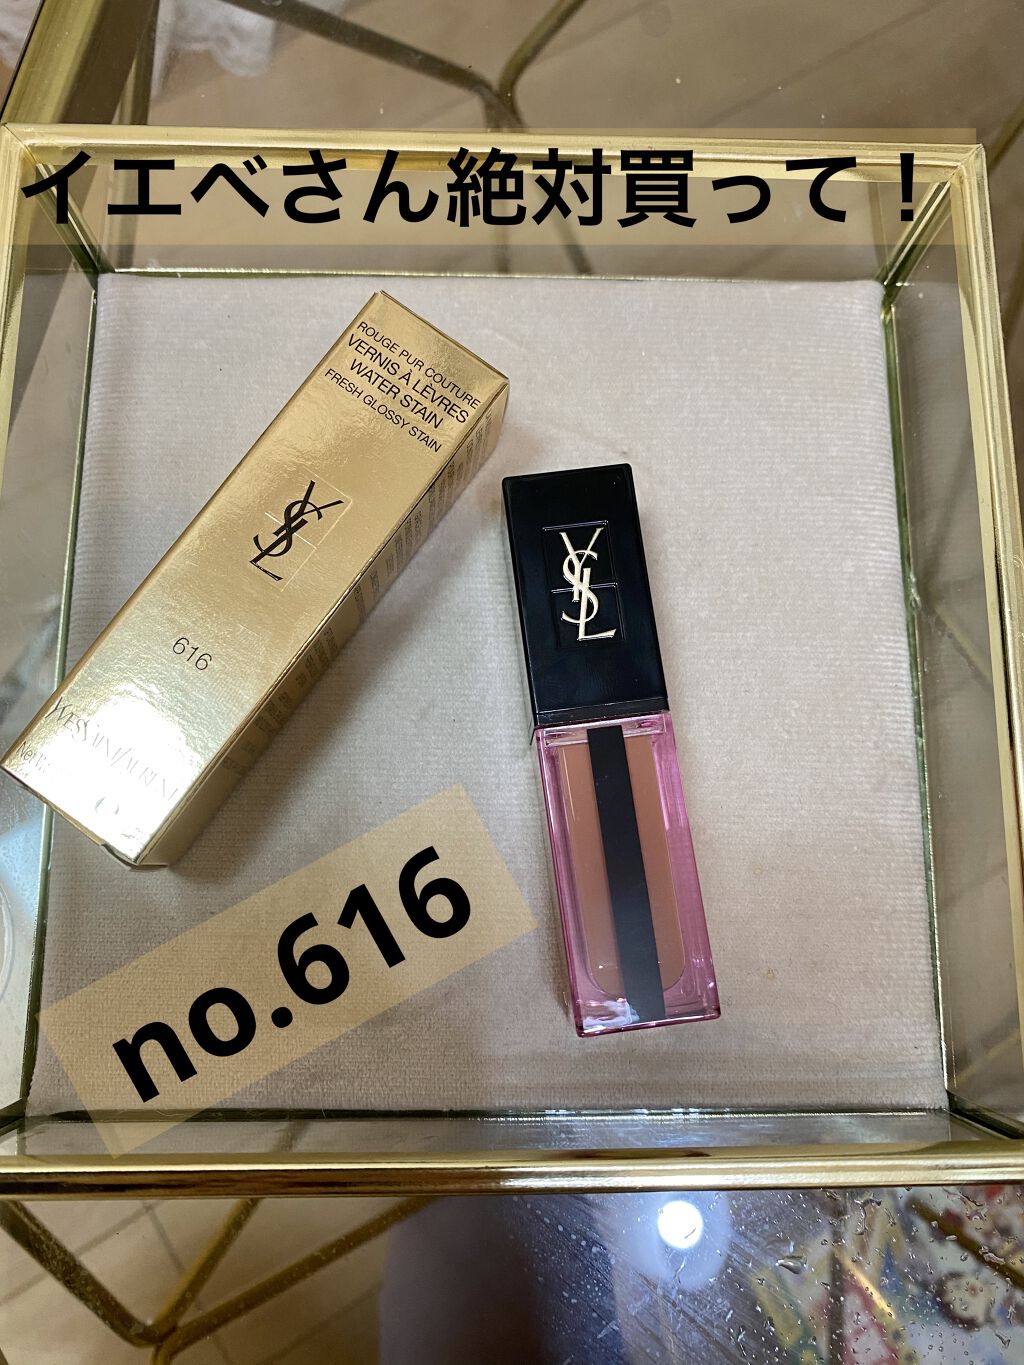 イエベさん絶対買って！
ROUGE PUR COUTURE
VERNIS À LÈVRES
WATER STAIN
FRESH GLOSSY STAIN
YSL
616
YVESSAINTLAURENT
YSL
no.616